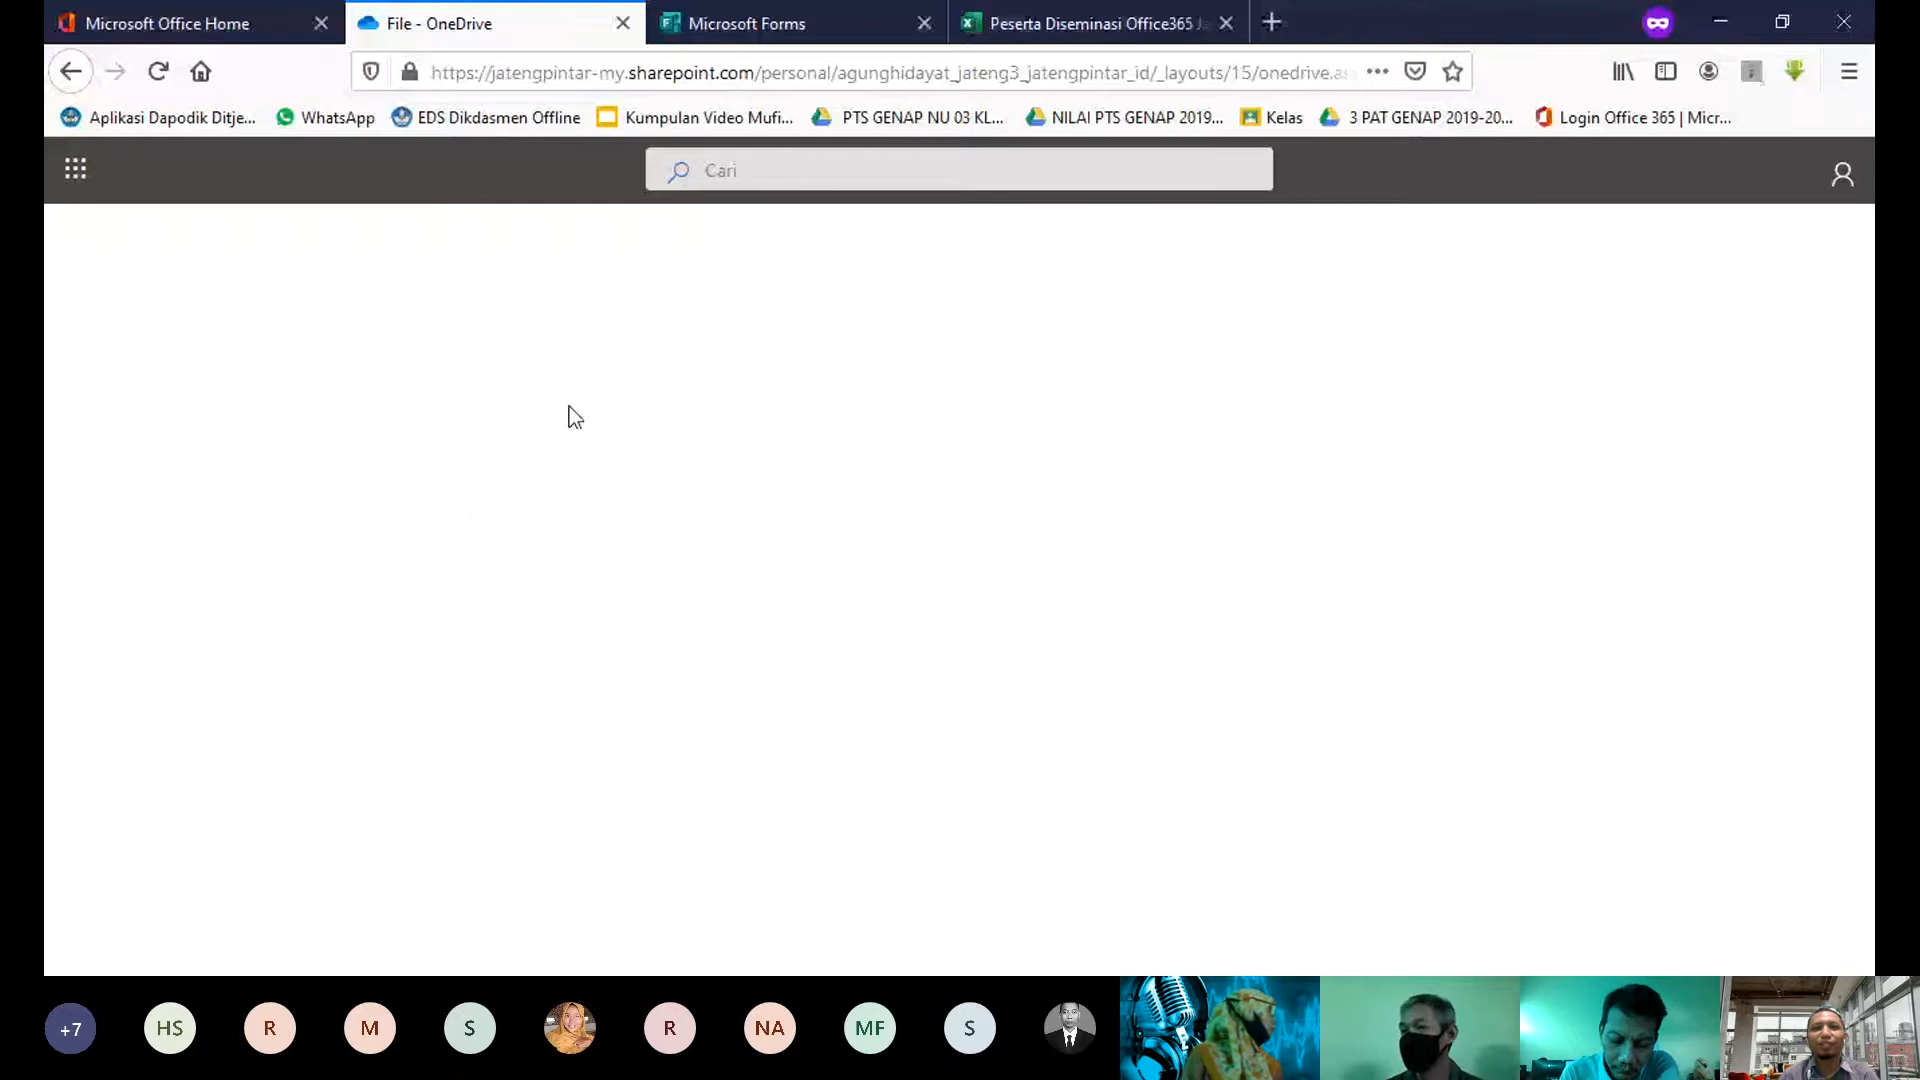 Microsoft Office Home
File - OneDrive
Microsoft Forms
Peserta Diseminasi Office365
https://jatengpintar-my.sharepoint.com/personal/agunghidayat_jateng3_jatengpintar_id/_layouts/15/onedrive.a
Aplikasi Dapodik Ditje...
WhatsApp
EDS Dikdasmen Offline
Kumpulan Video Mufi...
PTS GENAP NU 03 KL...
NILAI PTS GENAP 2019...
Kelas
3 PAT GENAP 2019-20...
Login Office 365 | Micr...
Cari
+7
HS
R
M
S
R
NA
MF
S